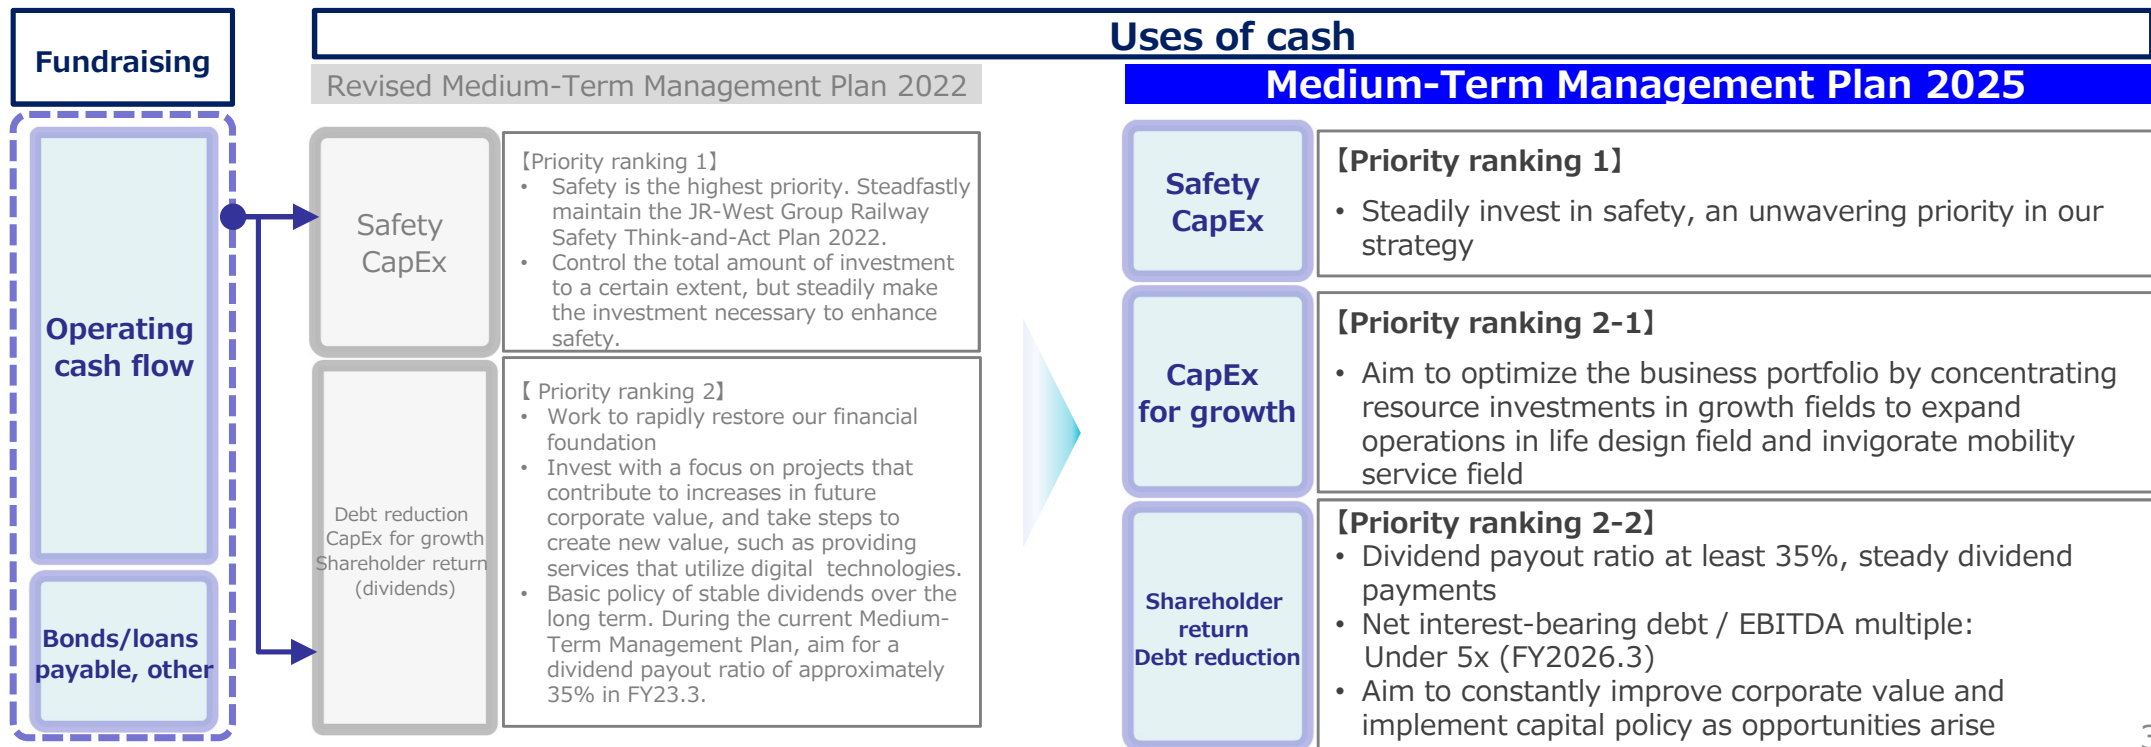 Fundraising
Operating
cash flow
Bonds/loans
payable, other
Uses of cash
Revised Medium-Term Management Plan 2022
Safety
CapEx
【Priority ranking 1】
• Safety is the highest priority. Steadfastly
maintain the JR-West Group Railway
Safety Think-and-Act Plan 2022.
• Control the total amount of investment
to a certain extent, but steadily make
the investment necessary to enhance
safety.
Debt reduction
CapEx for growth
Shareholder return
(dividends)
【 Priority ranking 2】
• Work to rapidly restore our financial
foundation
• Invest with a focus on projects that
contribute to increases in future
corporate value, and take steps to
create new value, such as providing
services that utilize digital technologies.
• Basic policy of stable dividends over the
long term. During the current Medium-
Term Management Plan, aim for a
dividend payout ratio of approximately
35% in FY23.3.
Medium-Term Management Plan 2025
Safety
CapEx
【Priority ranking 1】
• Steadily invest in safety, an unwavering priority in our
strategy
CapEx
for growth
【Priority ranking 2-1】
• Aim to optimize the business portfolio by concentrating
resource investments in growth fields to expand
operations in life design field and invigorate mobility
service field
Shareholder
return
Debt reduction
【Priority ranking 2-2】
• Dividend payout ratio at least 35%, steady dividend
payments
• Net interest-bearing debt / EBITDA multiple:
Under 5x (FY2026.3)
• Aim to constantly improve corporate value and
implement capital policy as opportunities arise